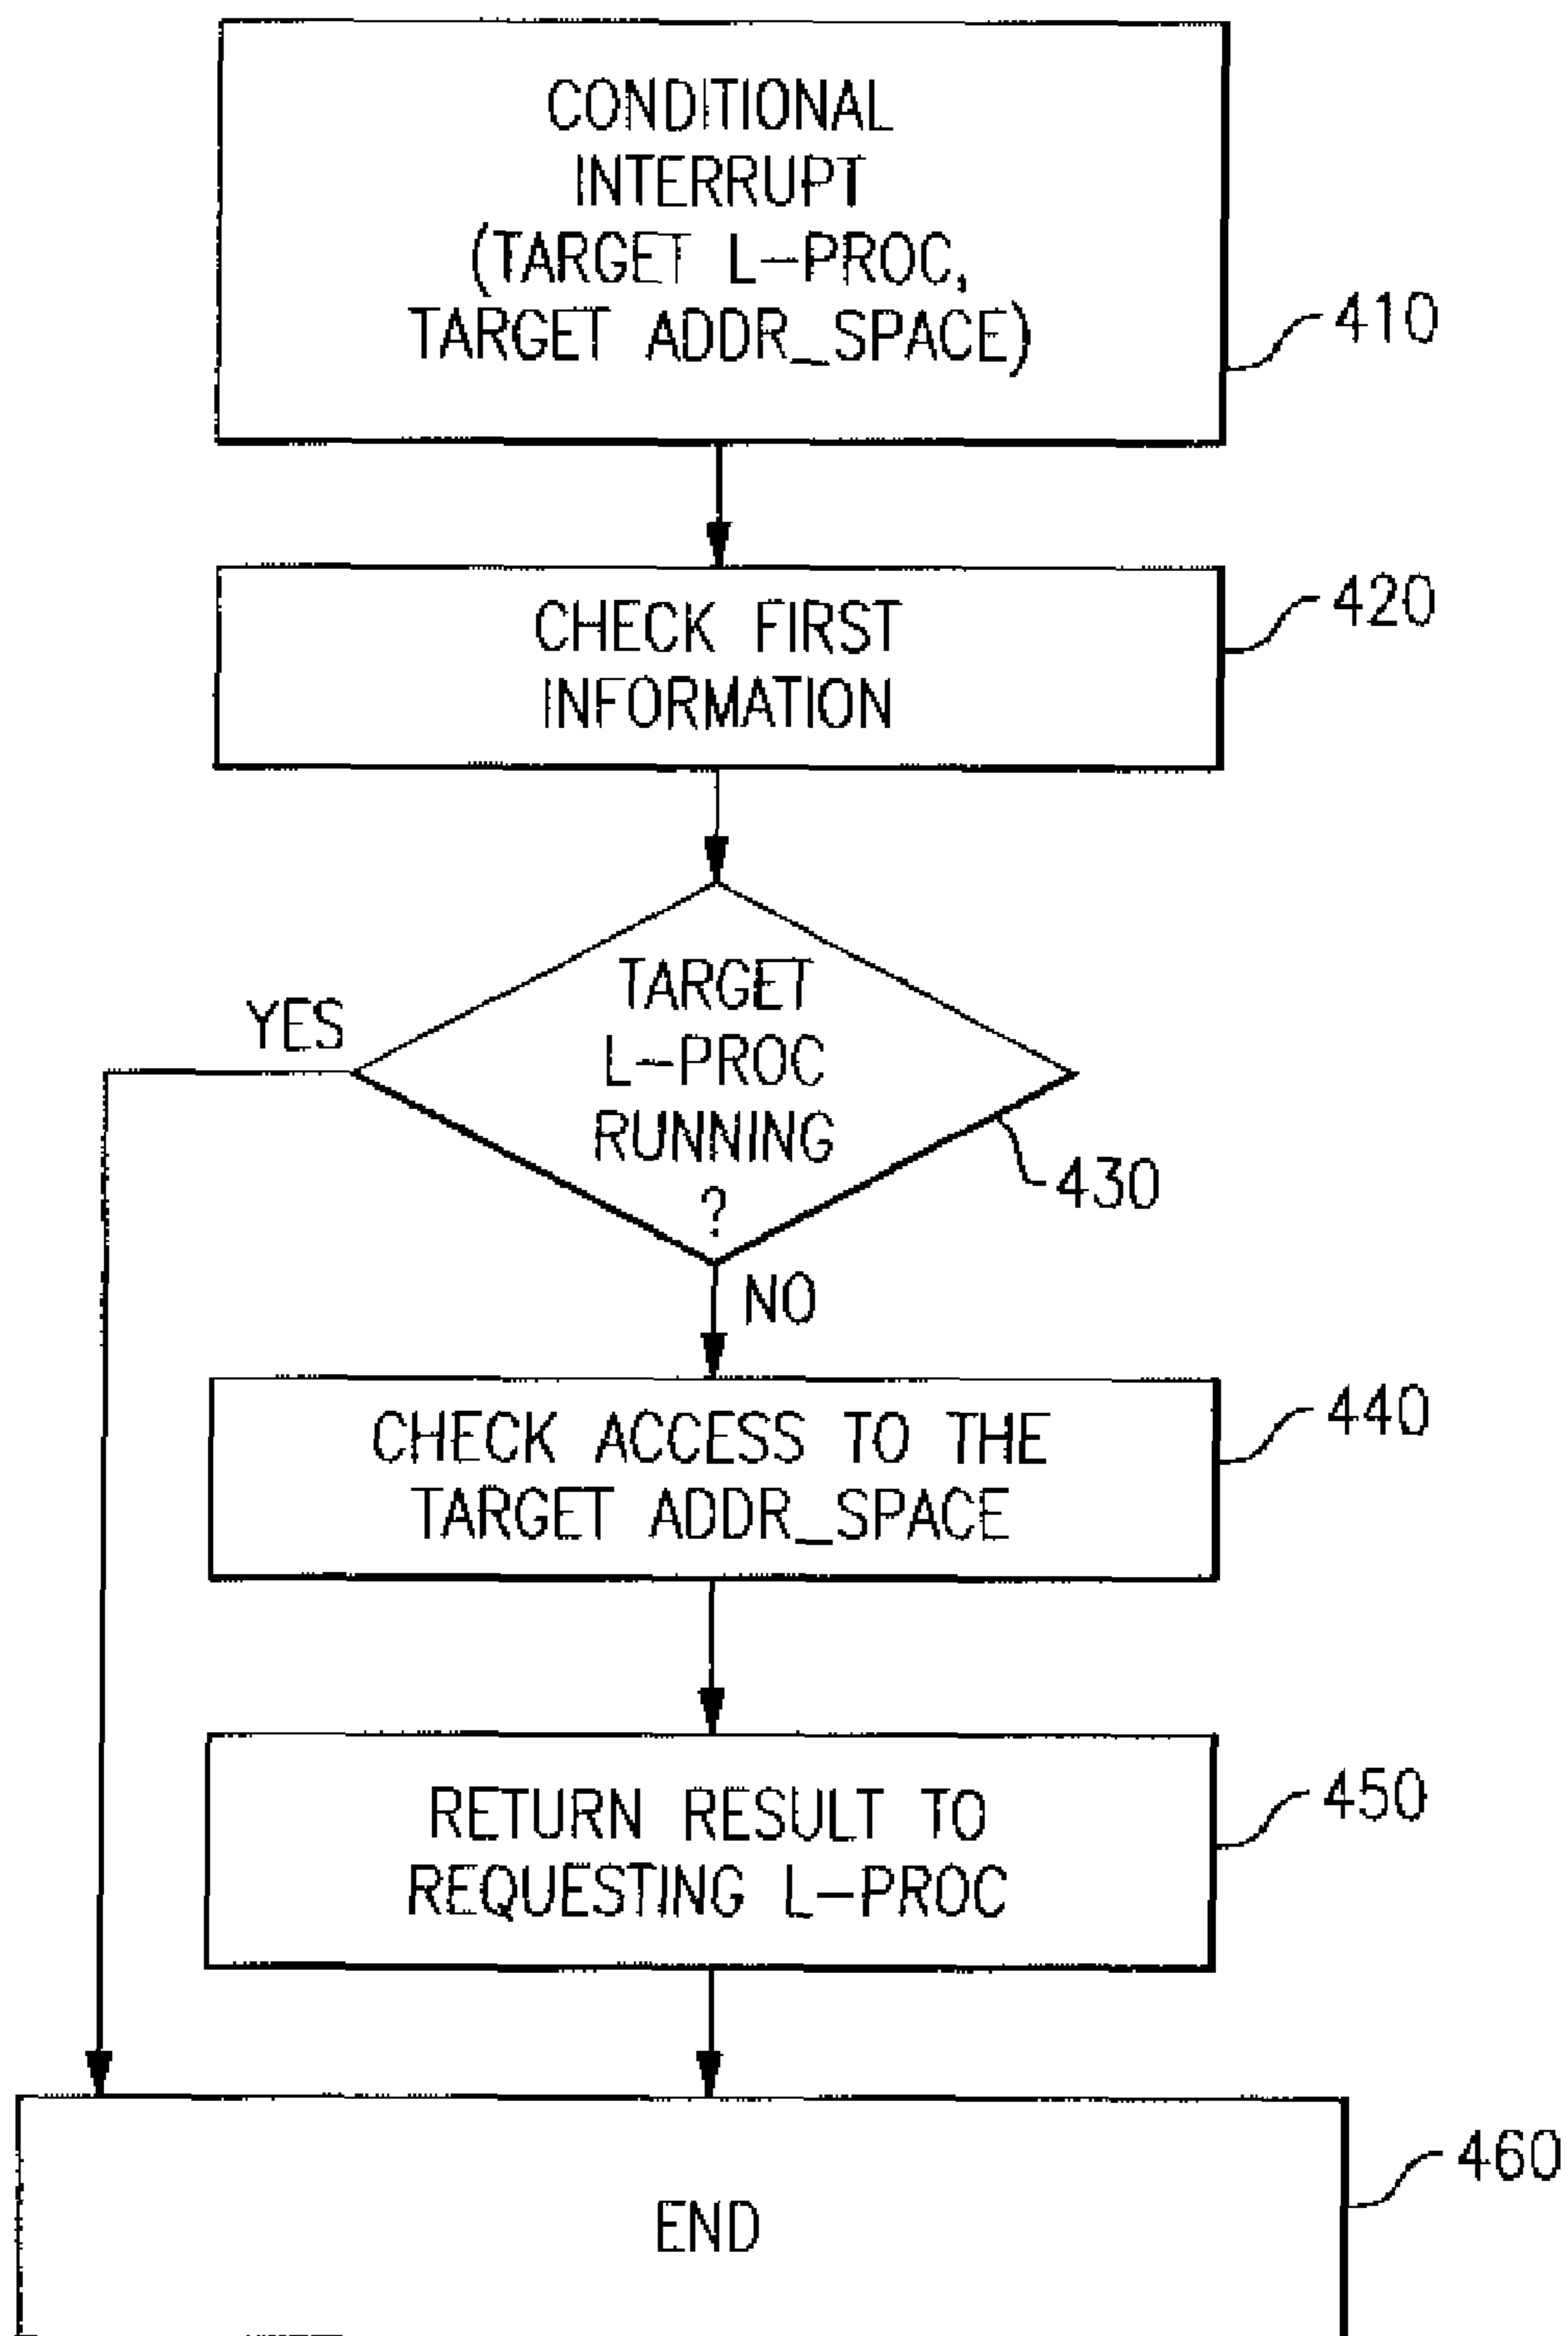 CONDITIONAL
INTERRUPT
(TARGET L-PROC,
TARGET ADDR_SPACE)
410
CHECK FIRST
INFORMATION
420
TARGET
L-PROC
RUNNING
?
YES
430
NO
CHECK ACCESS TO THE
TARGET ADDR_SPACE
440
RETURN RESULT TO
REQUESTING L-PROC
450
END
460